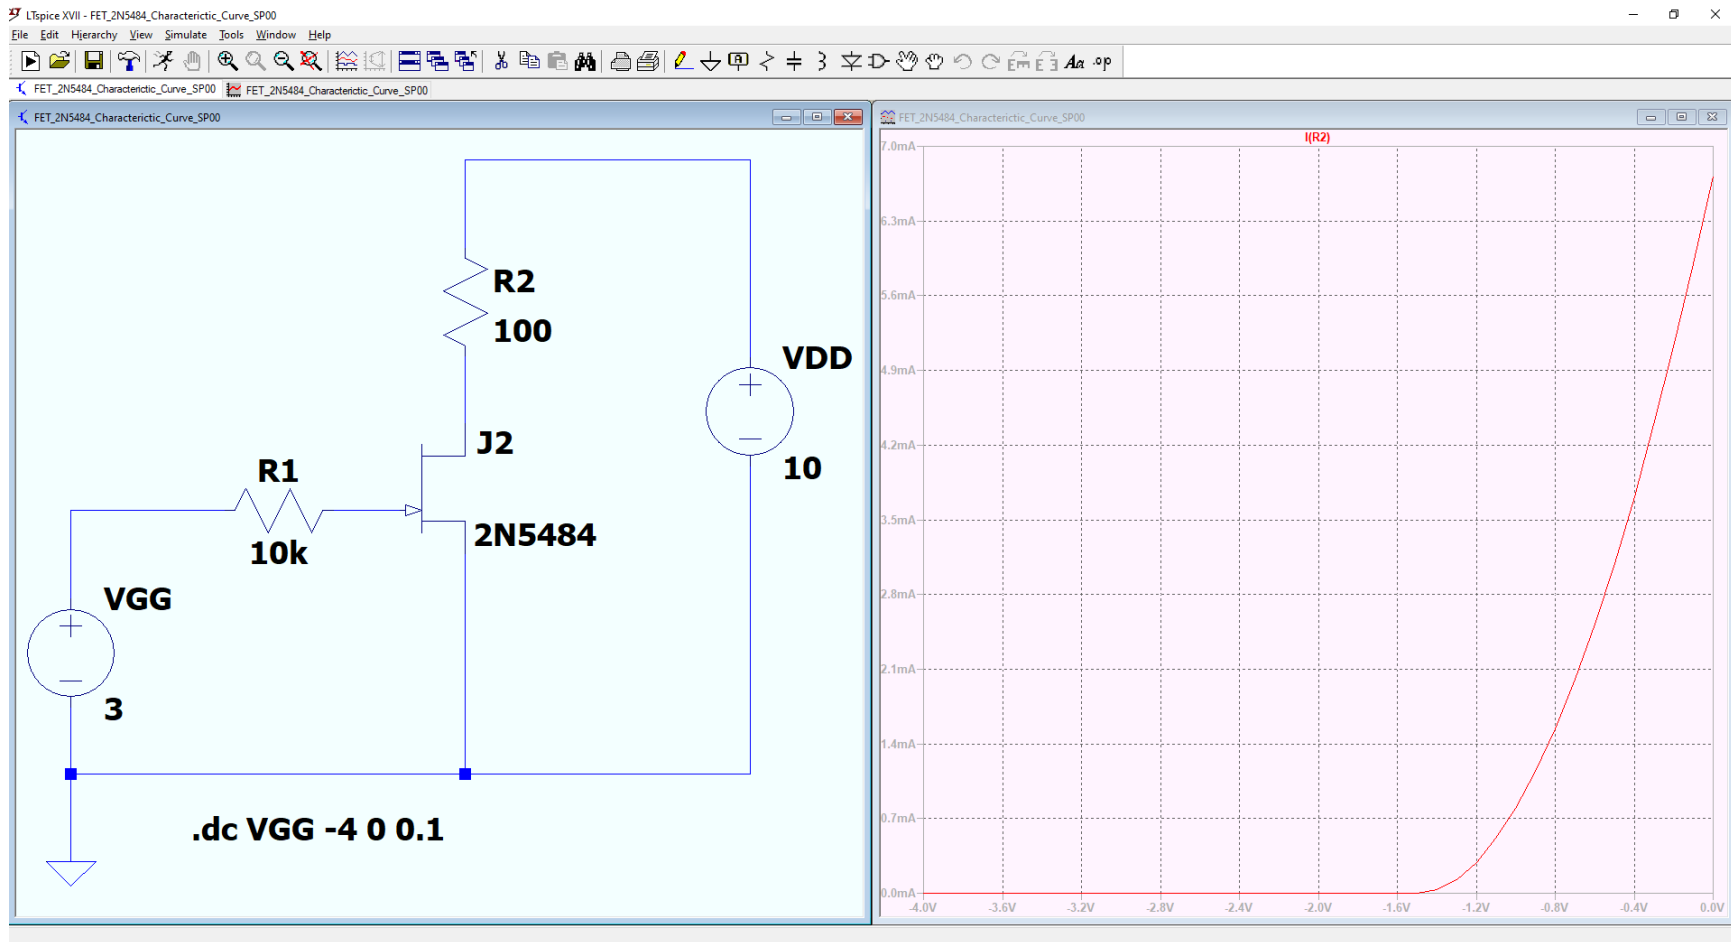 LTspice XVII - FET_2N5484_Characterictic_Curve_SP00
File Edit Hierarchy View Simulate Tools Window Help
FET_2N5484_Characterictic_Curve_SP00 FET_2N5484_Characterictic_Curve_SP00
FET_2N5484_Characterictic_Curve_SP00
R2
100
VDD
10
J2
2N5484
R1
10k
VGG
3
.dc VGG -4 0 0.1
FET_2N5484_Characterictic_Curve_SP00
I(R2)
7.0mA
6.3mA
5.6mA
4.9mA
4.2mA
3.5mA
2.8mA
2.1mA
1.4mA
0.7mA
0.0mA
-4.0V -3.6V -3.2V -2.8V -2.4V -2.0V -1.6V -1.2V -0.8V -0.4V 0.0V